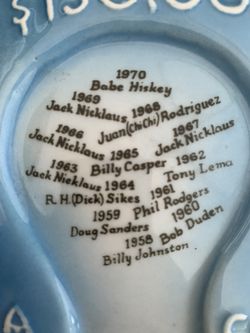 $150,00
1970
Babe Hiskey
1969
Jack Nicklaus
1968
Juan (Chi Chi) Rodriguez
1967
Jack Nicklaus
1966
Jack Nicklaus
1965
Billy Casper
1963
Jack Nicklaus
1964
R. H. (Dick) Sikes
1962
Tony Lema
1961
Phil Rodgers
1959
Doug Sanders
1960
Bob Duden
1958
Billy Johnston
A